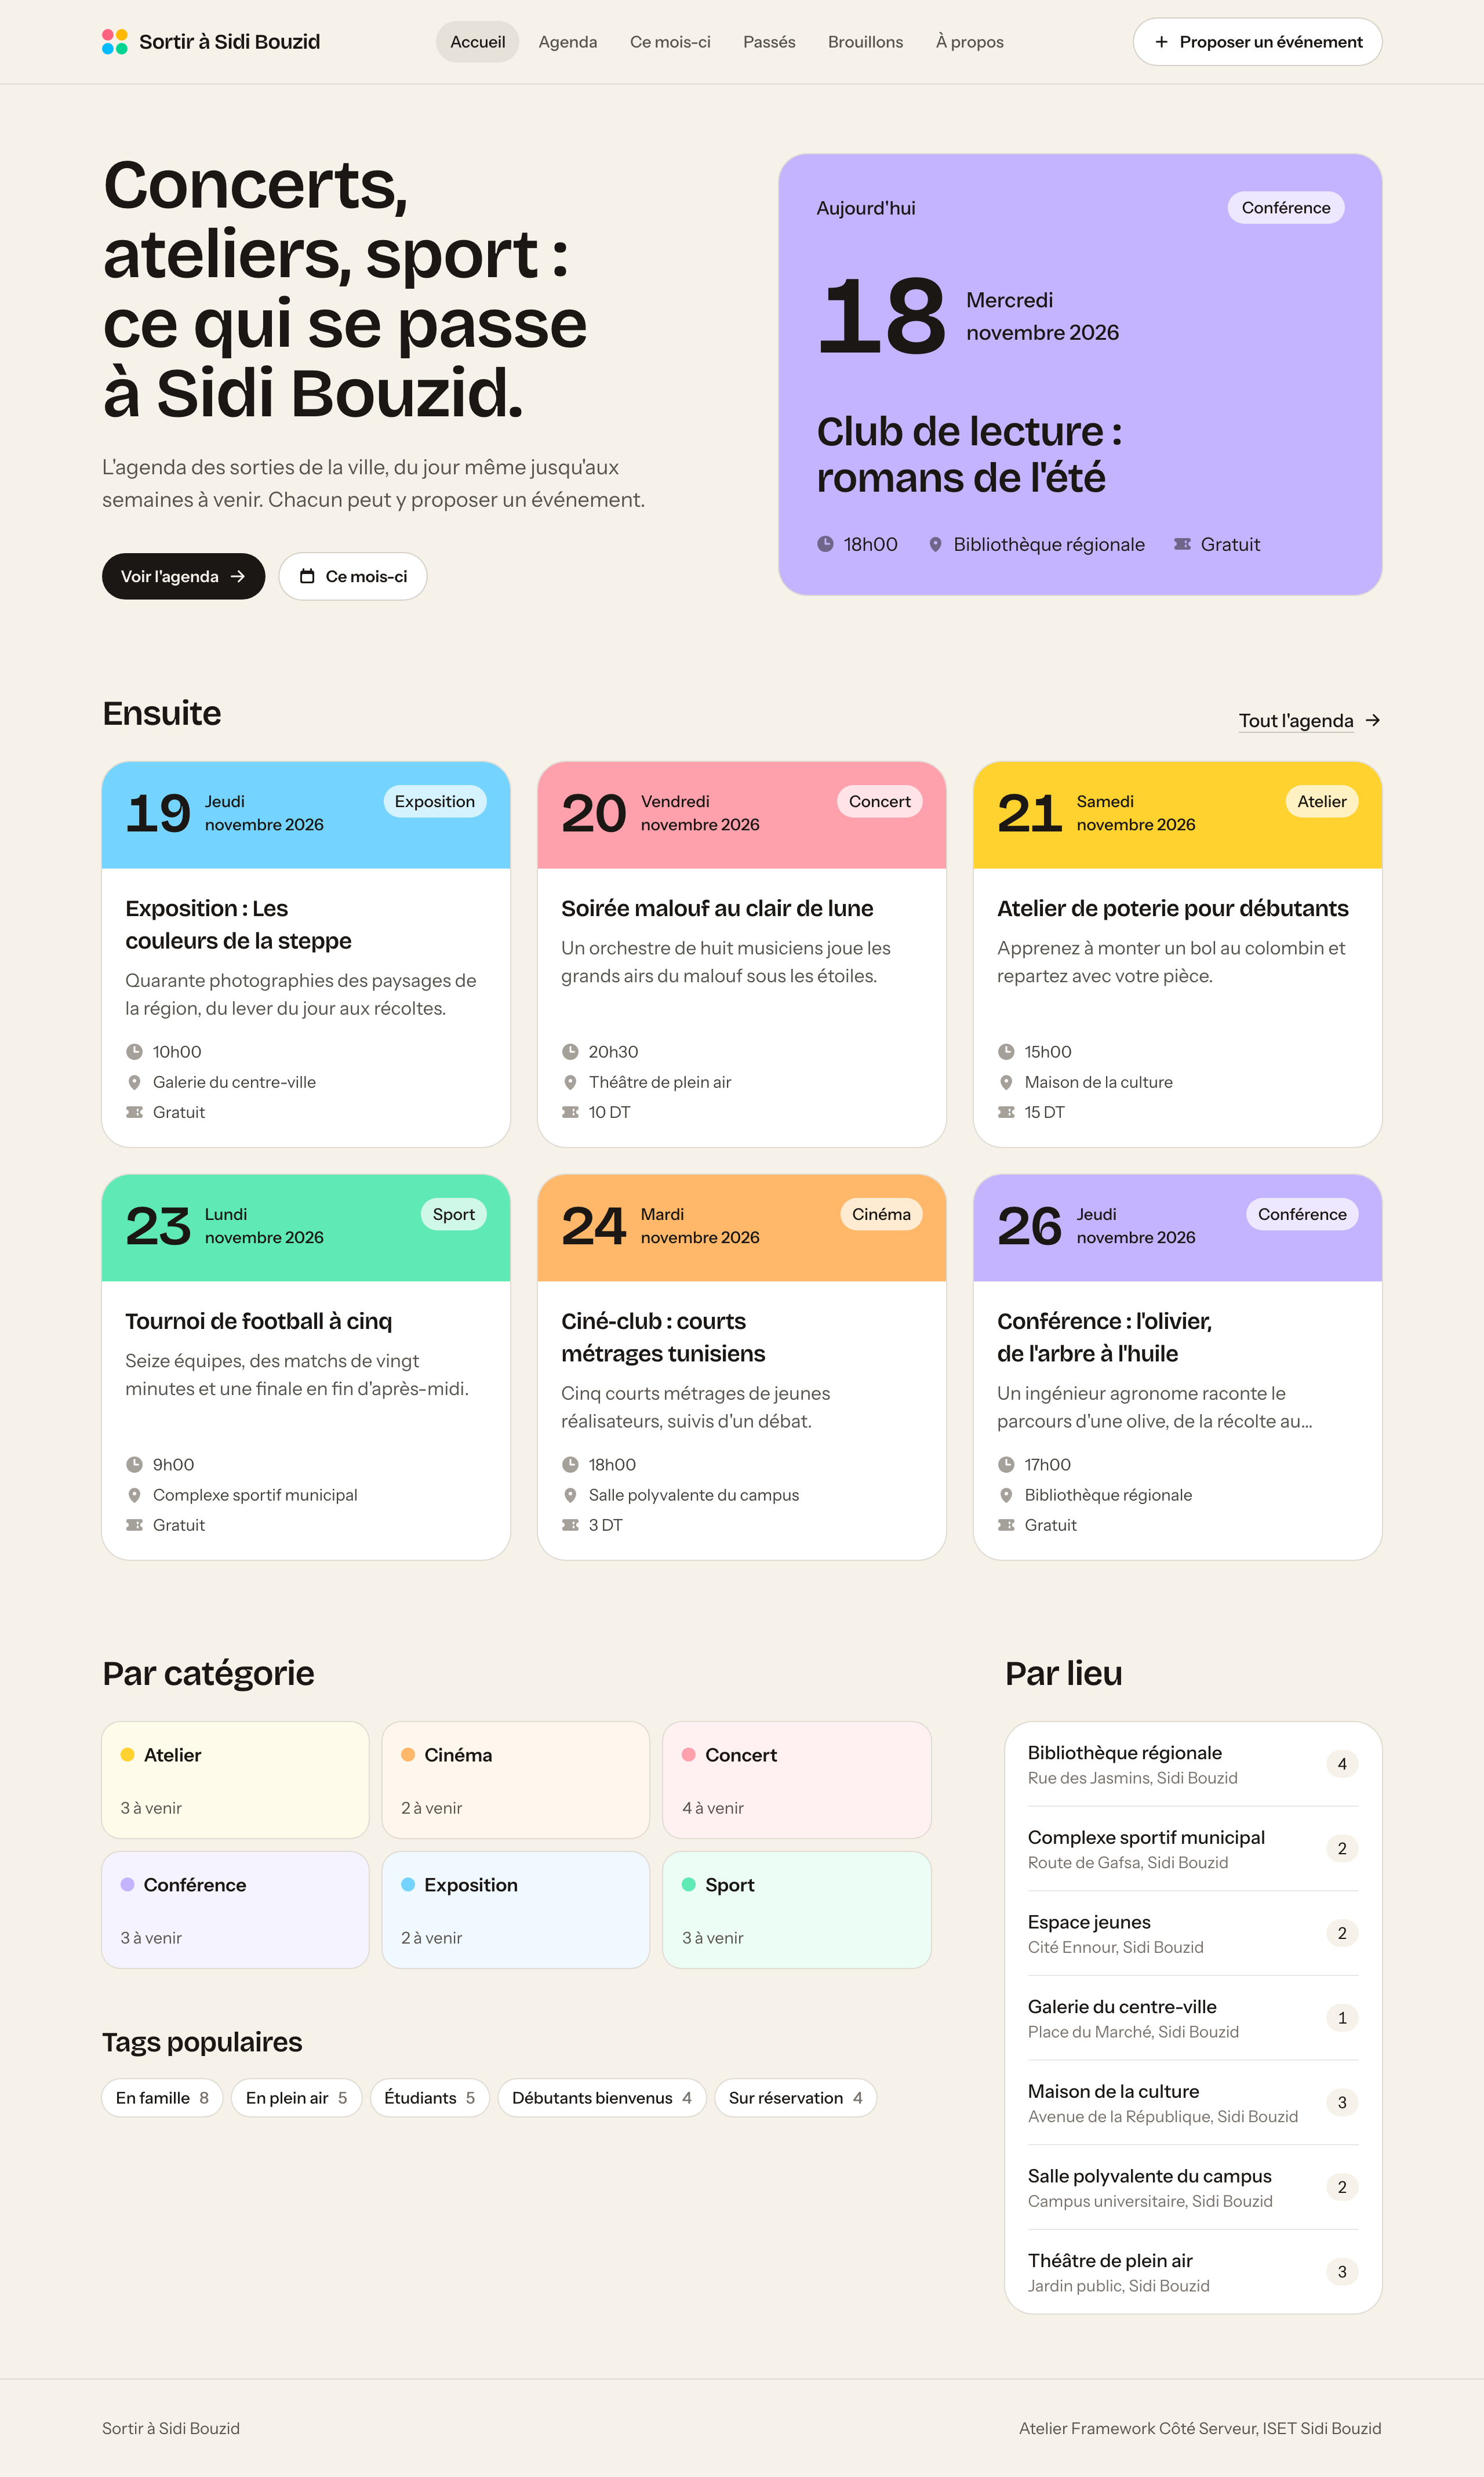 Sortir à Sidi Bouzid
Accueil
Agenda
Ce mois-ci
Passés
Brouillons
À propos
Proposer un événement
Concerts,
ateliers, sport :
ce qui se passe
à Sidi Bouzid.
L'agenda des sorties de la ville, du jour même jusqu'aux
semaines à venir. Chacun peut y proposer un événement.
Voir l'agenda
Ce mois-ci
Aujourd'hui
Conférence
18
Mercredi
novembre 2026
Club de lecture :
romans de l'été
18h00
Bibliothèque régionale
Gratuit
Ensuite
Tout l'agenda
19
Jeudi
novembre 2026
Exposition
Exposition : Les
couleurs de la steppe
Quarante photographies des paysages de
la région, du lever du jour aux récoltes.
10h00
Galerie du centre-ville
Gratuit
20
Vendredi
novembre 2026
Concert
Soirée malouf au clair de lune
Un orchestre de huit musiciens joue les
grands airs du malouf sous les étoiles.
20h30
Théâtre de plein air
10 DT
21
Samedi
novembre 2026
Atelier
Atelier de poterie pour débutants
Apprenez à monter un bol au colombin et
repartez avec votre pièce.
15h00
Maison de la culture
15 DT
23
Lundi
novembre 2026
Sport
Tournoi de football à cinq
Seize équipes, des matchs de vingt
minutes et une finale en fin d'après-midi.
9h00
Complexe sportif municipal
Gratuit
24
Mardi
novembre 2026
Cinéma
Ciné-club : courts
métrages tunisiens
Cinq courts métrages de jeunes
réalisateurs, suivis d'un débat.
18h00
Salle polyvalente du campus
3 DT
26
Jeudi
novembre 2026
Conférence
Conférence : l'olivier,
de l'arbre à l'huile
Un ingénieur agronome raconte le
parcours d'une olive, de la récolte au...
17h00
Bibliothèque régionale
Gratuit
Par catégorie
Atelier
3 à venir
Cinéma
2 à venir
Concert
4 à venir
Conférence
3 à venir
Exposition
2 à venir
Sport
3 à venir
Tags populaires
En famille 8
En plein air 5
Étudiants 5
Débutants bienvenus 4
Sur réservation 4
Par lieu
Bibliothèque régionale
Rue des Jasmins, Sidi Bouzid
4
Complexe sportif municipal
Route de Gafsa, Sidi Bouzid
2
Espace jeunes
Cité Ennour, Sidi Bouzid
2
Galerie du centre-ville
Place du Marché, Sidi Bouzid
1
Maison de la culture
Avenue de la République, Sidi Bouzid
3
Salle polyvalente du campus
Campus universitaire, Sidi Bouzid
2
Théâtre de plein air
Jardin public, Sidi Bouzid
3
Sortir à Sidi Bouzid
Atelier Framework Côté Serveur, ISET Sidi Bouzid